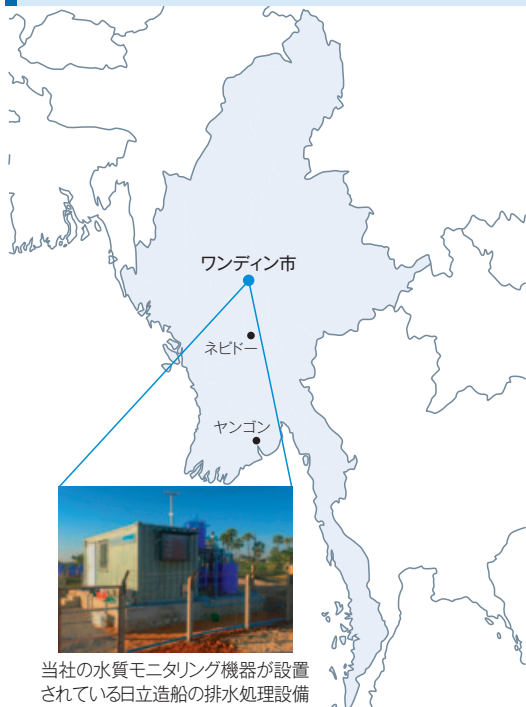 ワンディン市
ネピドー
ヤンゴン
当社の水質モニタリング機器が設置
されている日立造船の排水処理設備